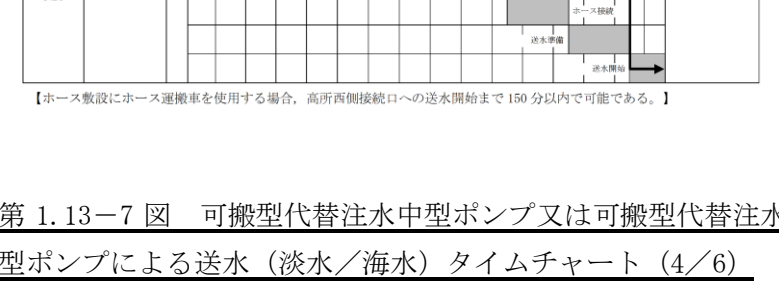 ホース接続
送水準備
送水開始
【ホース敷設にホース運搬車を使用する場合，高所西側接続口への送水開始まで 150 分以内で可能である。】
第 1.13－7 図　可搬型代替注水中型ポンプ又は可搬型代替注水
型ポンプによる送水（淡水／海水）タイムチャート（4／6）